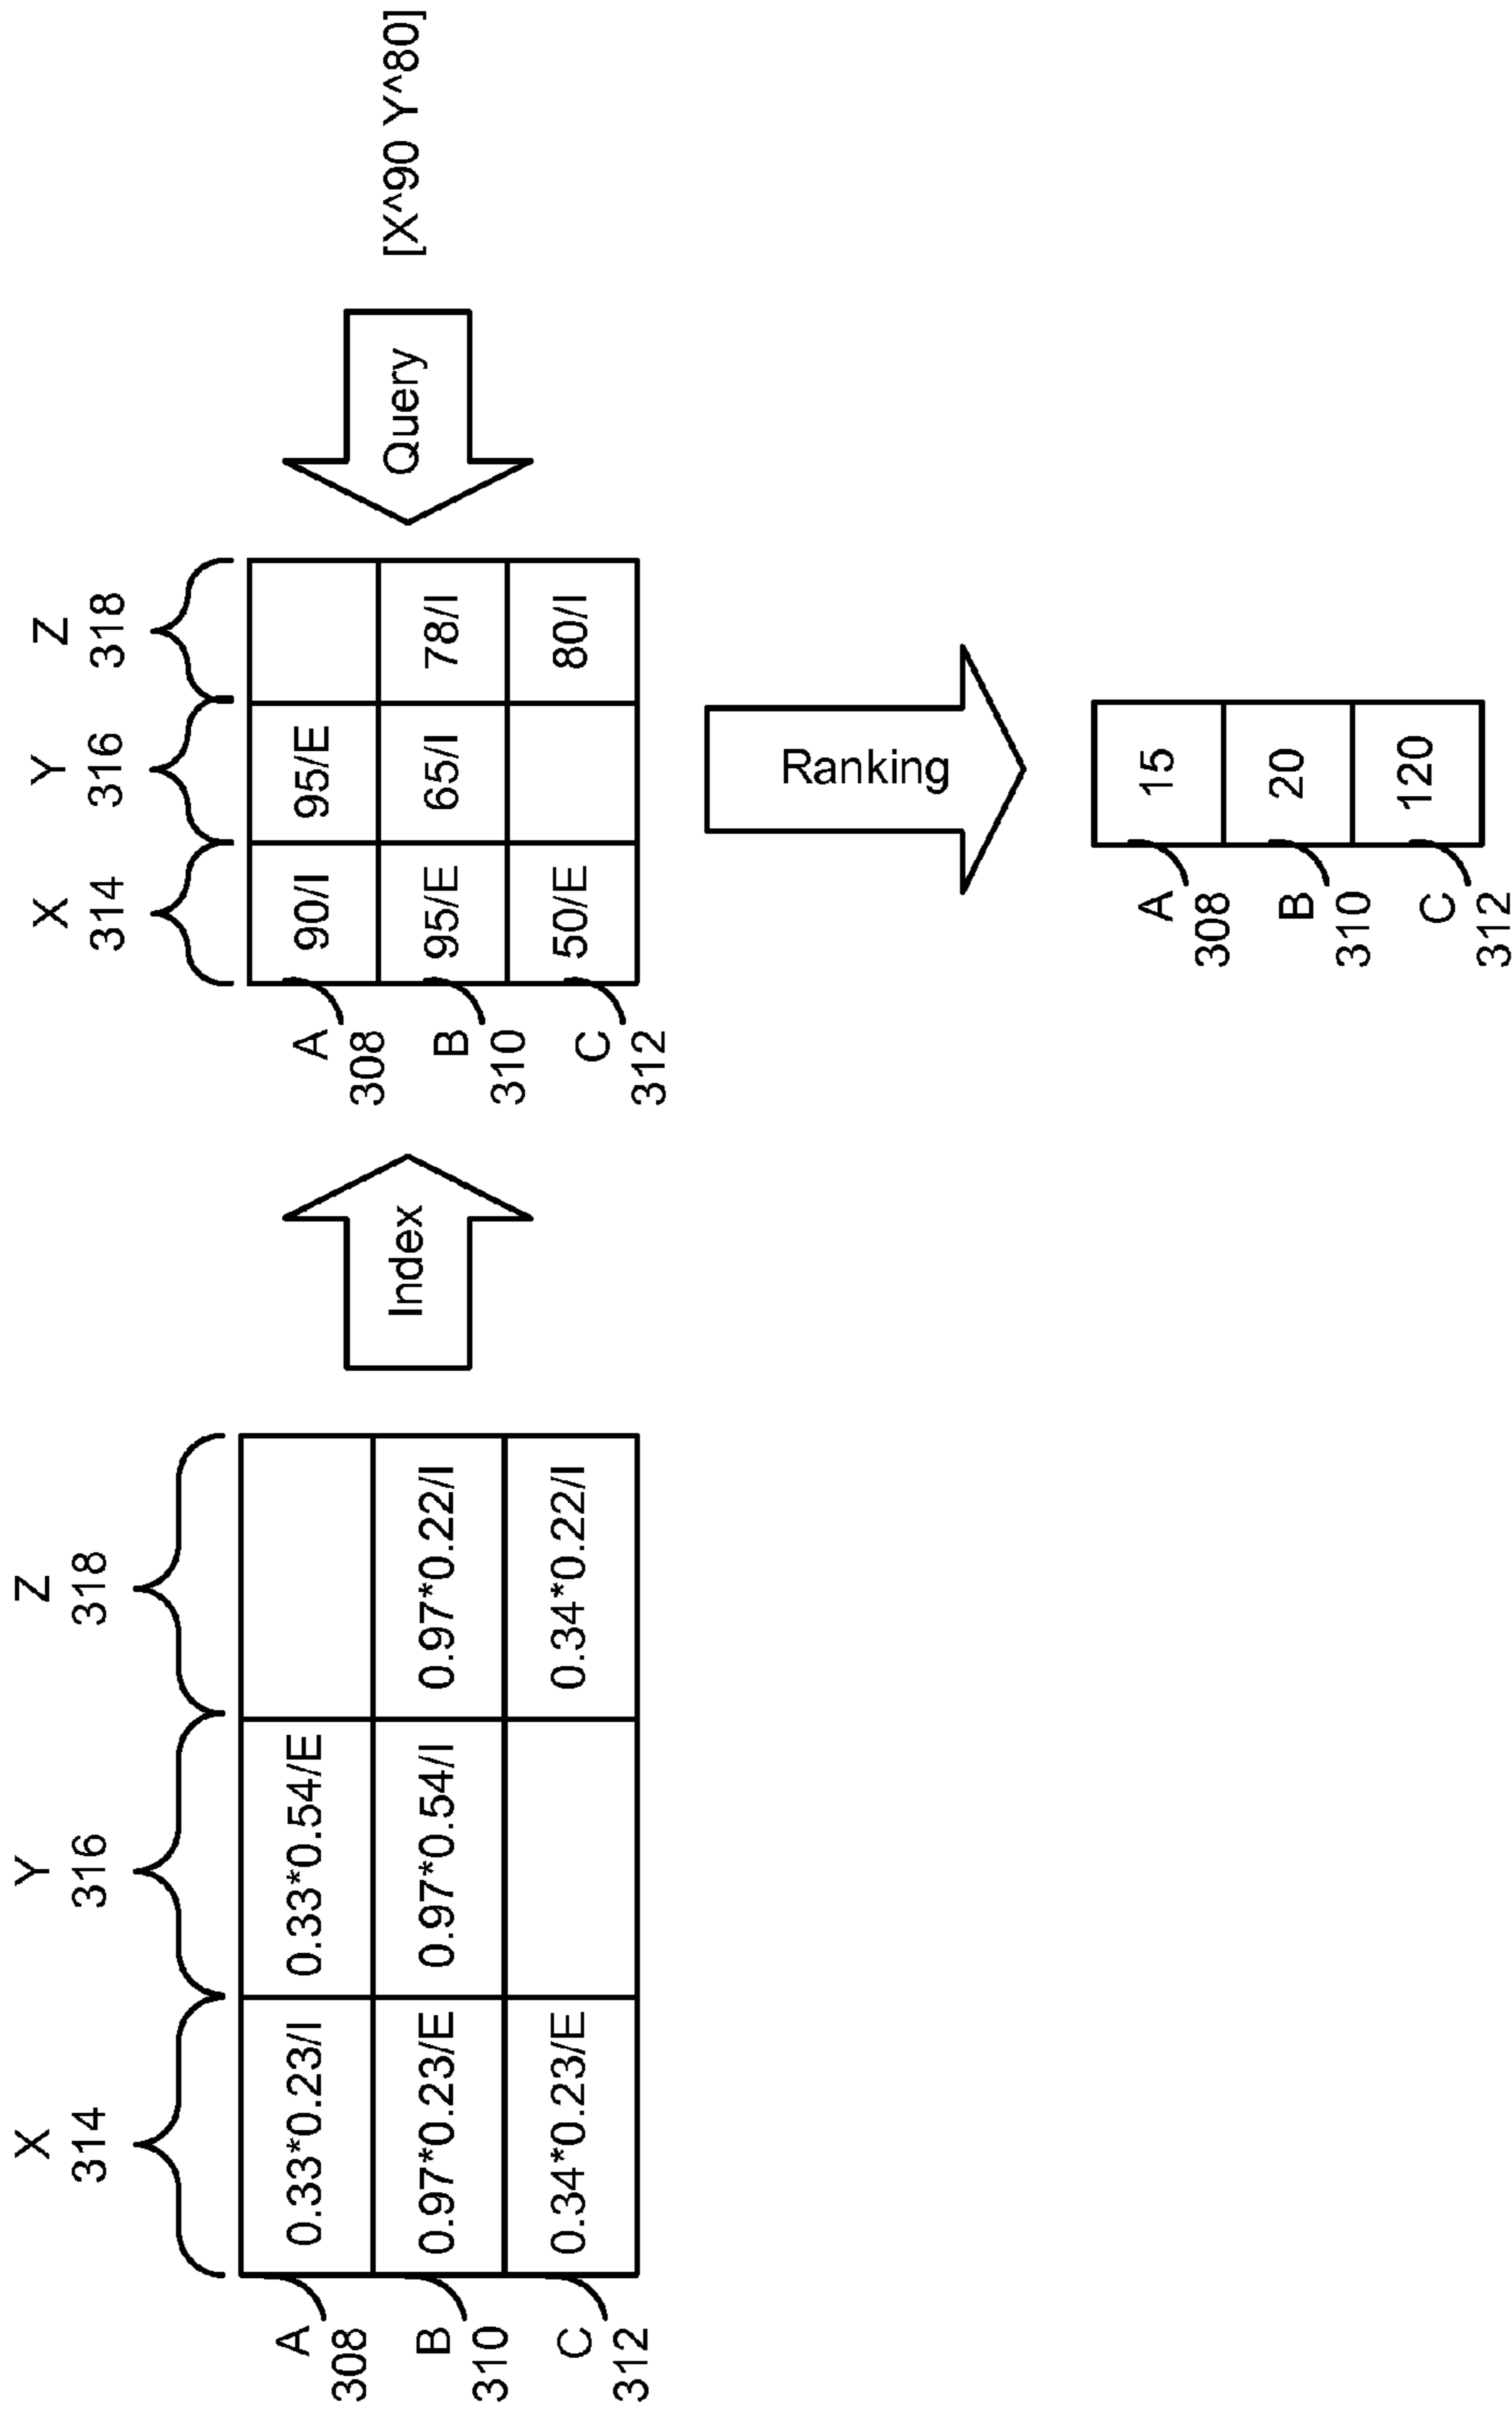 X
314
Y
316
Z
318
A
308
0.33*0.23/I
0.33*0.54/E
B
310
0.97*0.23/E
0.97*0.54/I
0.97*0.22/I
C
312
0.34*0.23/E
0.34*0.22/I
Index
X
314
Y
316
Z
318
A
308
90/I
95/E
B
310
95/E
65/I
78/I
C
312
50/E
80/I
Query
[X^90 Y^80]
Ranking
A
308
15
B
310
20
C
312
120